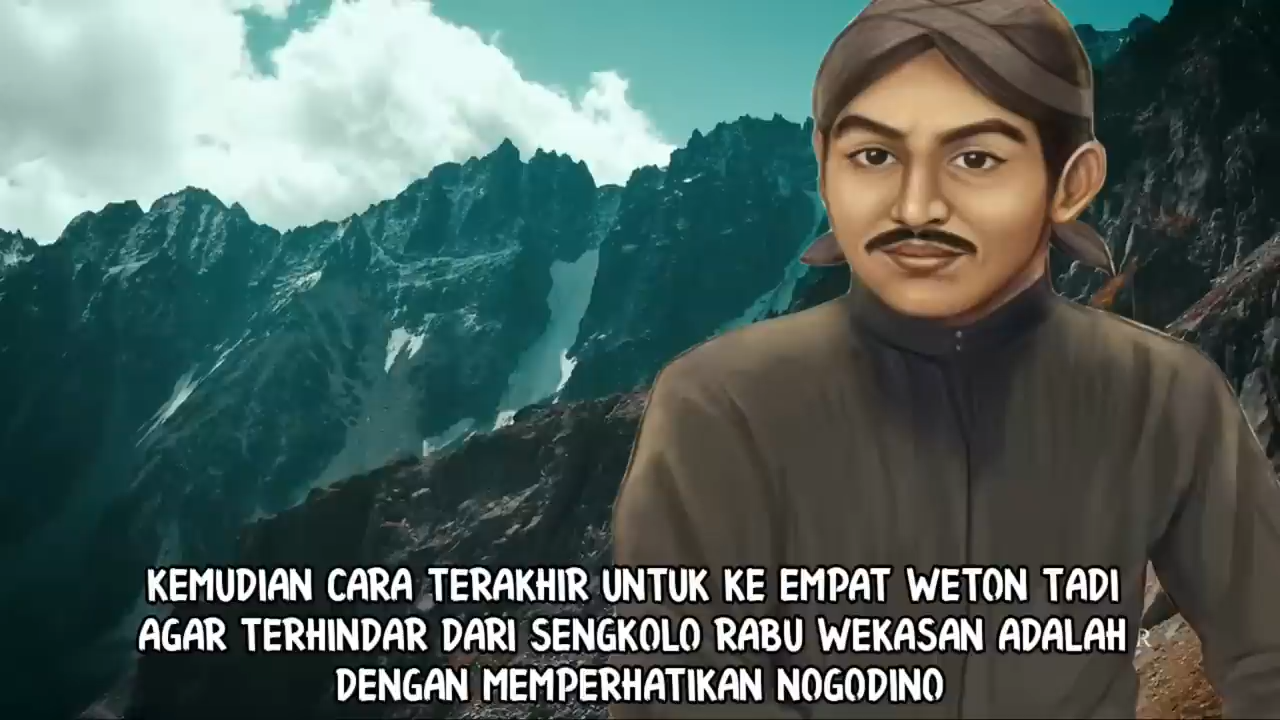 KEMUDIAN CARA TERAKHIR UNTUK KE EMPAT WETON TADI
AGAR TERHINDAR DARI SENGKOLO RABU WEKASAN ADALAH
DENGAN MEMPERHATIKAN NOGODINO